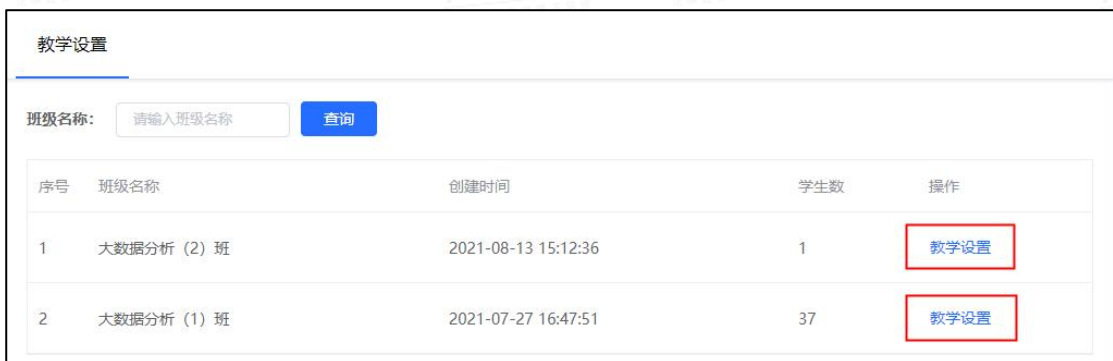 教学设置
班级名称: 请输入班级名称 查询
序号 班级名称 创建时间 学生数 操作
1 大数据分析（2）班 2021-08-13 15:12:36 1 教学设置
2 大数据分析（1）班 2021-07-27 16:47:51 37 教学设置